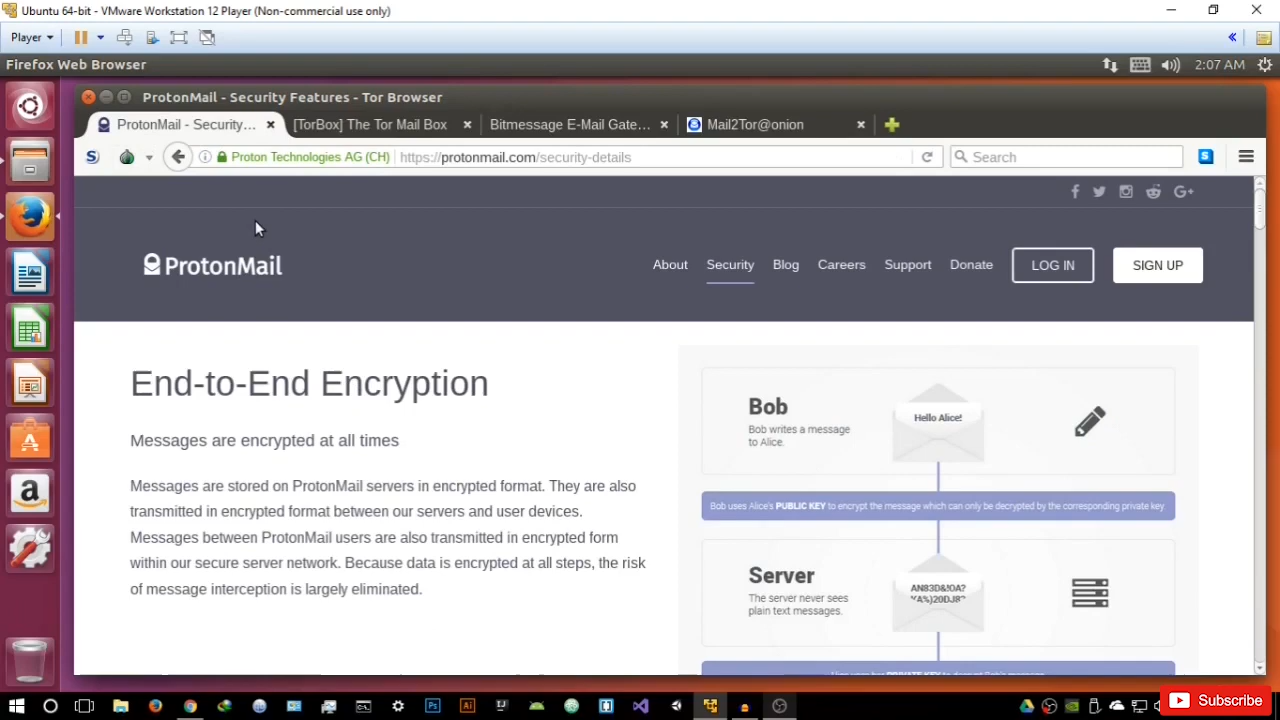 Ubuntu 64-bit - VMware Workstation 12 Player (Non-commercial use only)
Player
Firefox Web Browser
2:07 AM
ProtonMail - Security Features - Tor Browser
ProtonMail - Security...
[TorBox] The Tor Mail Box
Bitmessage E-Mail Gate...
Mail2Tor@onion
Proton Technologies AG (CH)
https://protonmail.com/security-details
Search
ProtonMail
About
Security
Blog
Careers
Support
Donate
LOG IN
SIGN UP
End-to-End Encryption
Messages are encrypted at all times
Messages are stored on ProtonMail servers in encrypted format. They are also
transmitted in encrypted format between our servers and user devices.
Messages between ProtonMail users are also transmitted in encrypted form
within our secure server network. Because data is encrypted at all steps, the risk
of message interception is largely eliminated.
Bob
Bob writes a message
to Alice.
Hello Alice!
Bob uses Alice's PUBLIC KEY to encrypt the message which can only be decrypted by the corresponding private key
Server
The server never sees
plain text messages.
Subscribe